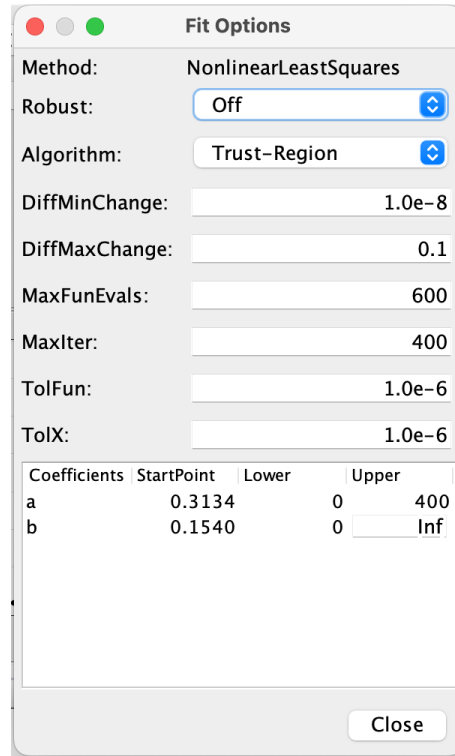 Fit Options
Method: NonlinearLeastSquares
Robust: Off
Algorithm: Trust-Region
DiffMinChange: 1.0e-8
DiffMaxChange: 0.1
MaxFunEvals: 600
MaxIter: 400
TolFun: 1.0e-6
TolX: 1.0e-6
Coefficients StartPoint Lower Upper
a 0.3134 0 400
b 0.1540 0 Inf
Close